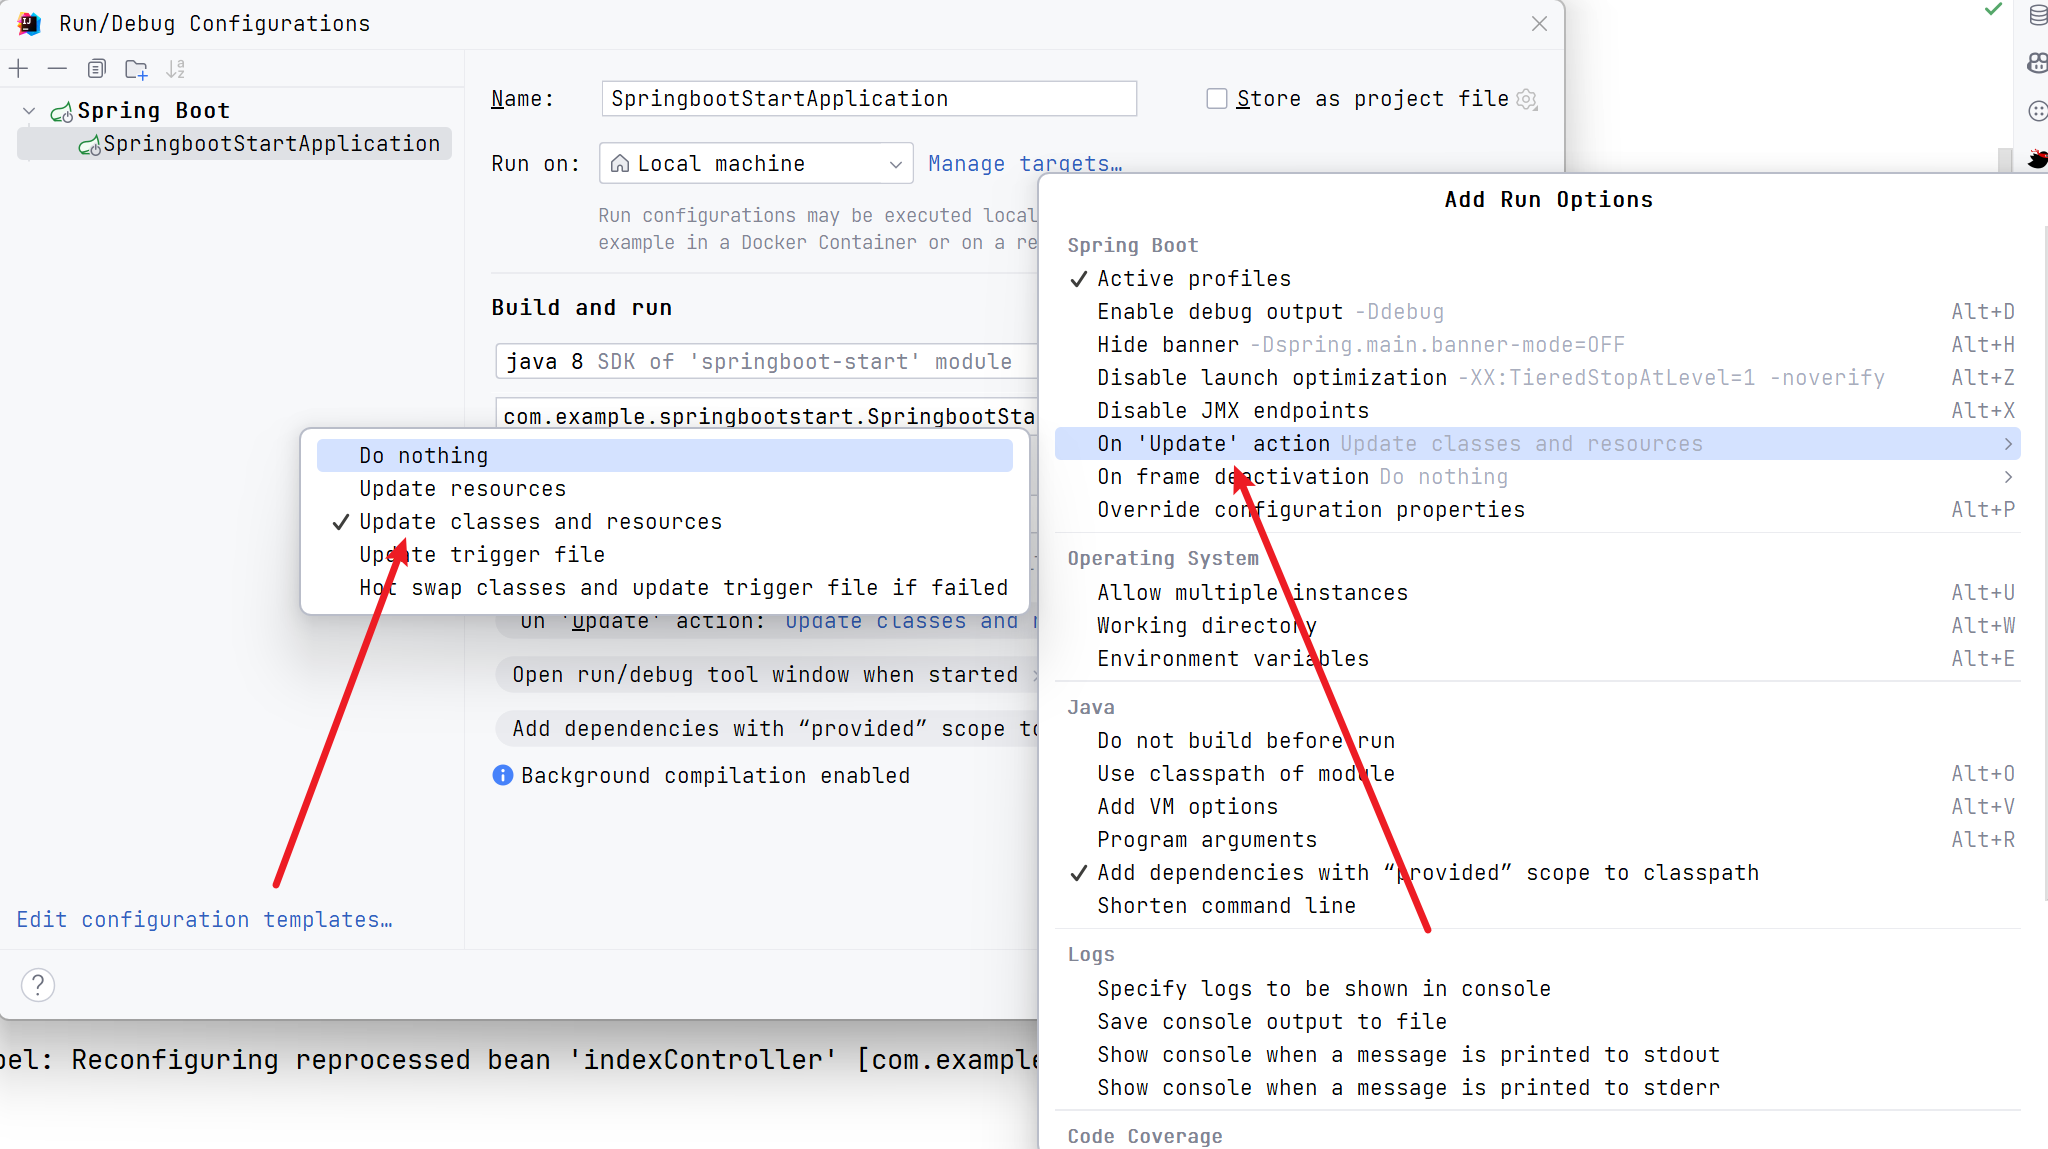 Run/Debug Configurations
Spring Boot
SpringbootStartApplication
Edit configuration templates…
?
Name: SpringbootStartApplication
Store as project file
Run on: Local machine Manage targets…
Run configurations may be executed local
example in a Docker Container or on a re
Build and run
java 8 SDK of 'springboot-start' module
com.example.springbootstart.SpringbootSta
Do nothing
Update resources
Update classes and resources
Update trigger file
Hot swap classes and update trigger file if failed
On 'Update' action: Update classes and
Open run/debug tool window when started
Add dependencies with “provided” scope to
Background compilation enabled
Add Run Options
Spring Boot
Active profiles
Enable debug output -Ddebug Alt+D
Hide banner -Dspring.main.banner-mode=OFF Alt+H
Disable launch optimization -XX:TieredStopAtLevel=1 -noverify Alt+Z
Disable JMX endpoints Alt+X
On 'Update' action Update classes and resources
On frame deactivation Do nothing
Override configuration properties Alt+P
Operating System
Allow multiple instances Alt+U
Working directory Alt+W
Environment variables Alt+E
Java
Do not build before run
Use classpath of module Alt+O
Add VM options Alt+V
Program arguments Alt+R
Add dependencies with “provided” scope to classpath
Shorten command line
Logs
Specify logs to be shown in console
Save console output to file
Show console when a message is printed to stdout
Show console when a message is printed to stderr
Code Coverage
pel: Reconfiguring reprocessed bean 'indexController' [com.example